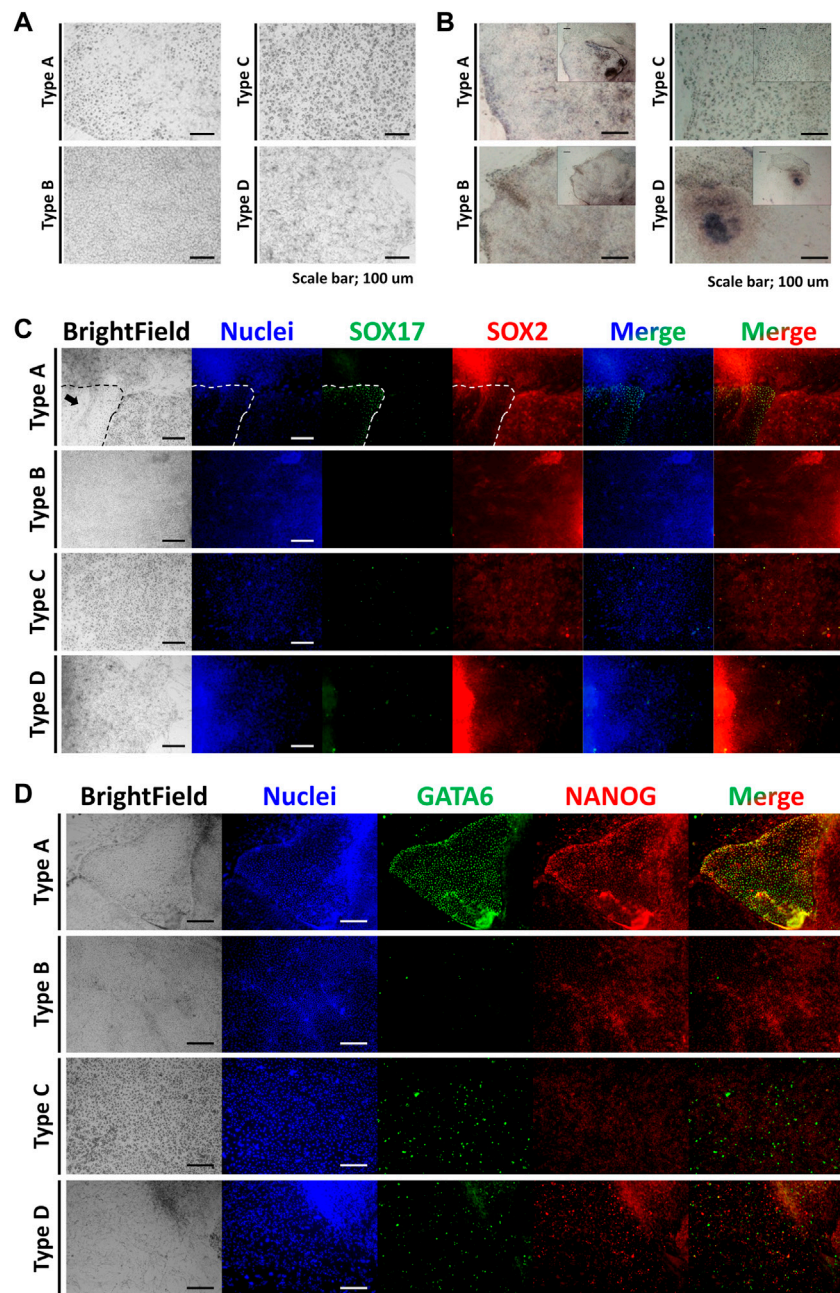 A
B
Type A
Type C
Type A
Type C
Type B
Type D
Type B
Type D
Scale bar; 100 um
Scale bar; 100 um
C
BrightField
Nuclei
SOX17
SOX2
Merge
Merge
Type A
Type B
Type C
Type D
D
BrightField
Nuclei
GATA6
NANOG
Merge
Type A
Type B
Type C
Type D